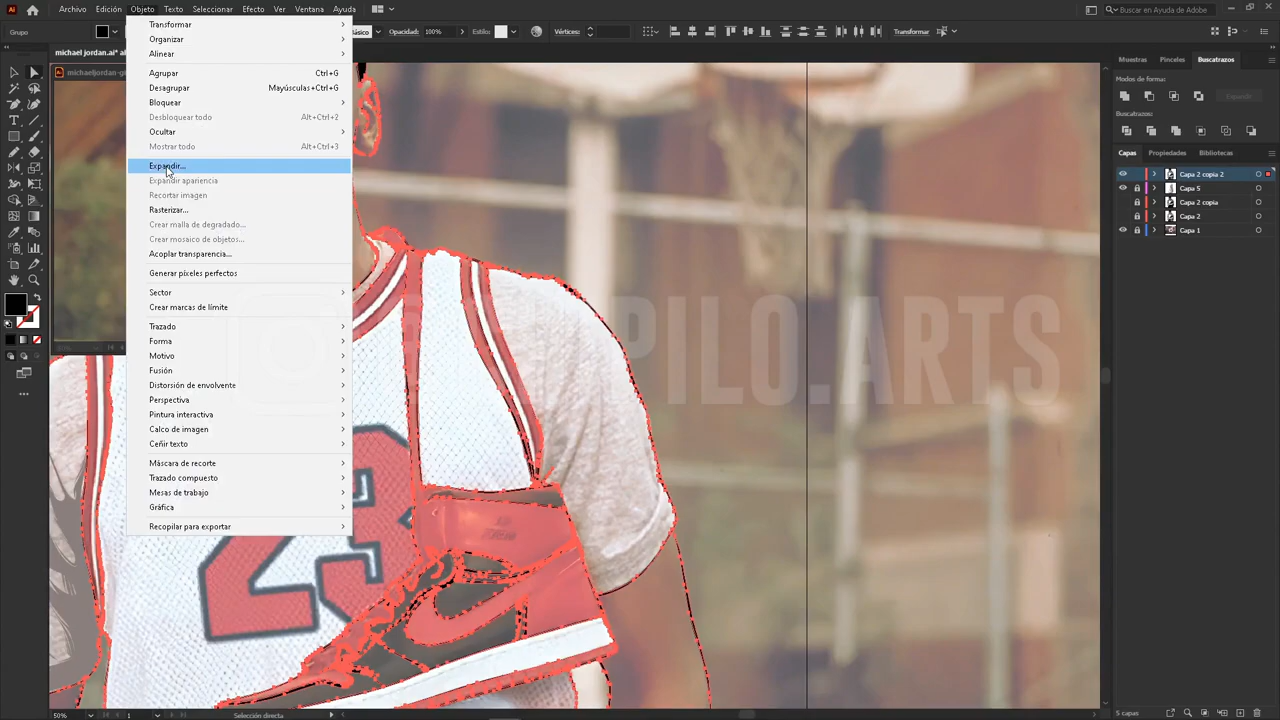 Archivo Edición Objeto Texto Seleccionar Efecto Ver Ventana Ayuda
Buscar en Ayuda de Adobe
Grupo
Básico Opacidad: 100% Estilo: Vértices: Transformar
michael jordan.ai*
michaeljordan-
Transformar
Organizar
Alinear
Agrupar Ctrl+G
Desagrupar Mayúsculas+Ctrl+G
Bloquear
Desbloquear todo Alt+Ctrl+2
Ocultar
Mostrar todo Alt+Ctrl+3
Expandir...
Expandir apariencia
Recortar imagen
Rasterizar...
Crear malla de degradado...
Crear mosaico de objetos...
Acoplar transparencia...
Generar píxeles perfectos
Sector
Crear marcas de límite
Trazado
Forma
Motivo
Fusión
Distorsión de envolvente
Perspectiva
Pintura interactiva
Calco de imagen
Ceñir texto
Máscara de recorte
Trazado compuesto
Mesas de trabajo
Gráfica
Recopilar para exportar
PILO.ARTS
23
Muestras Pinceles Buscatrazos
Modos de forma:
Expandir
Buscatrazos:
Capas Propiedades Bibliotecas
Capa 2 copia 2
Capa 5
Capa 2 copia
Capa 2
Capa 1
50% 1 Selección directa
5 capas